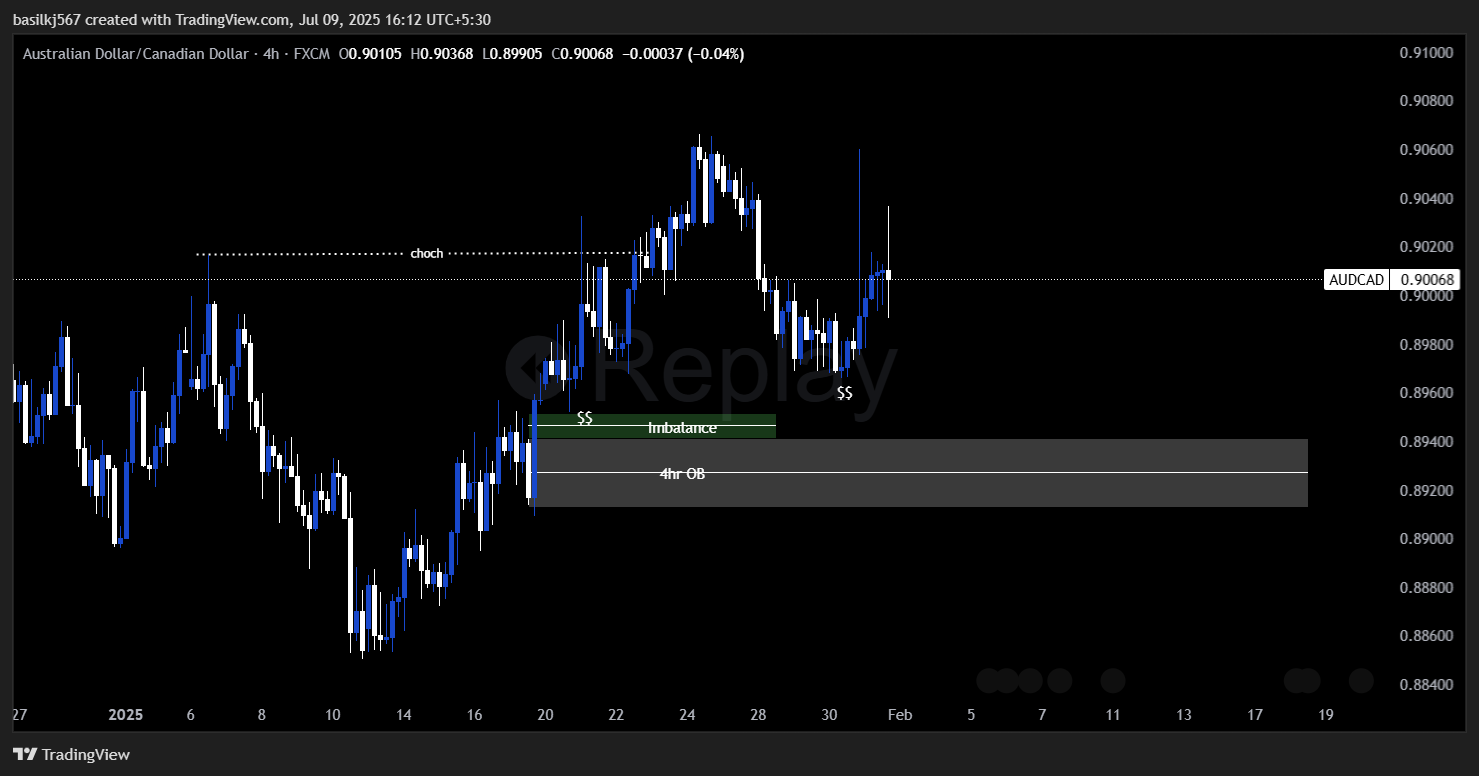 basilkj567 created with TradingView.com, Jul 09, 2025 16:12 UTC+5:30
Australian Dollar/Canadian Dollar · 4h · FXCM O0.90105 H0.90368 L0.89905 C0.90068 −0.00037 (−0.04%)
0.91000
0.90800
0.90600
0.90400
0.90200
choch
AUDCAD 0.90068
0.90000
0.89800
Replay
0.89600
$$
$$
Imbalance
0.89400
4hr OB
0.89200
0.89000
0.88800
0.88600
0.88400
27 2025 6 8 10 14 16 20 22 24 28 30 Feb 5 7 11 13 17 19
TradingView